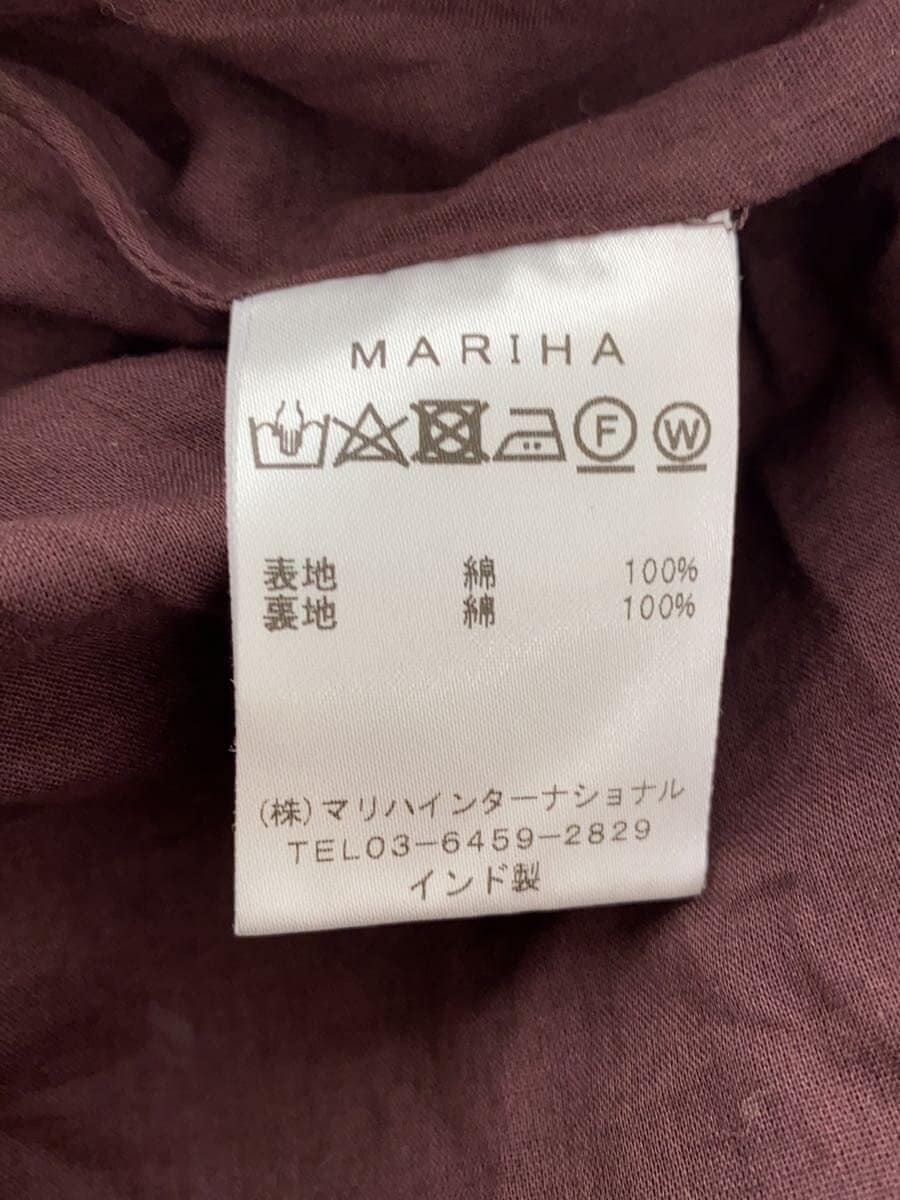 MARIHA
F W
表地 綿 100%
裏地 綿 100%
(株)マリハインターナショナル
TEL03-6459-2829
インド製